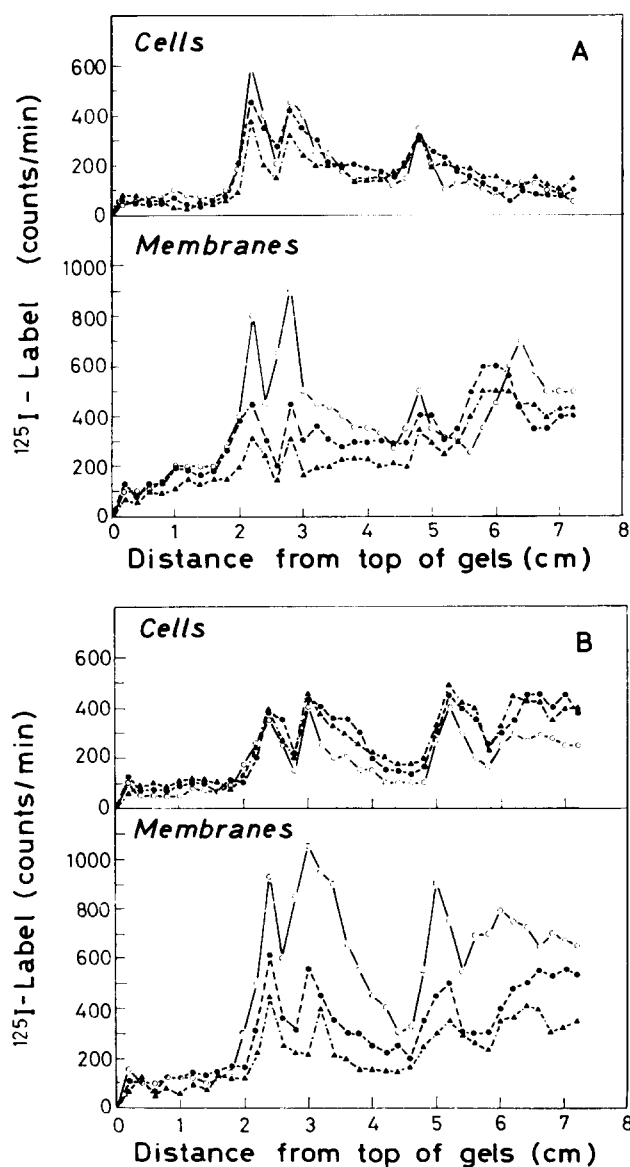 Cells
A
600
400
200
0
Membranes
1000
800
600
400
200
0
¹²⁵I - Label (counts/min)
0 1 2 3 4 5 6 7 8
Distance from top of gels (cm)
Cells
B
600
400
200
0
Membranes
1000
800
600
400
200
0
¹²⁵I-Label (counts/min)
0 1 2 3 4 5 6 7 8
Distance from top of gels (cm)